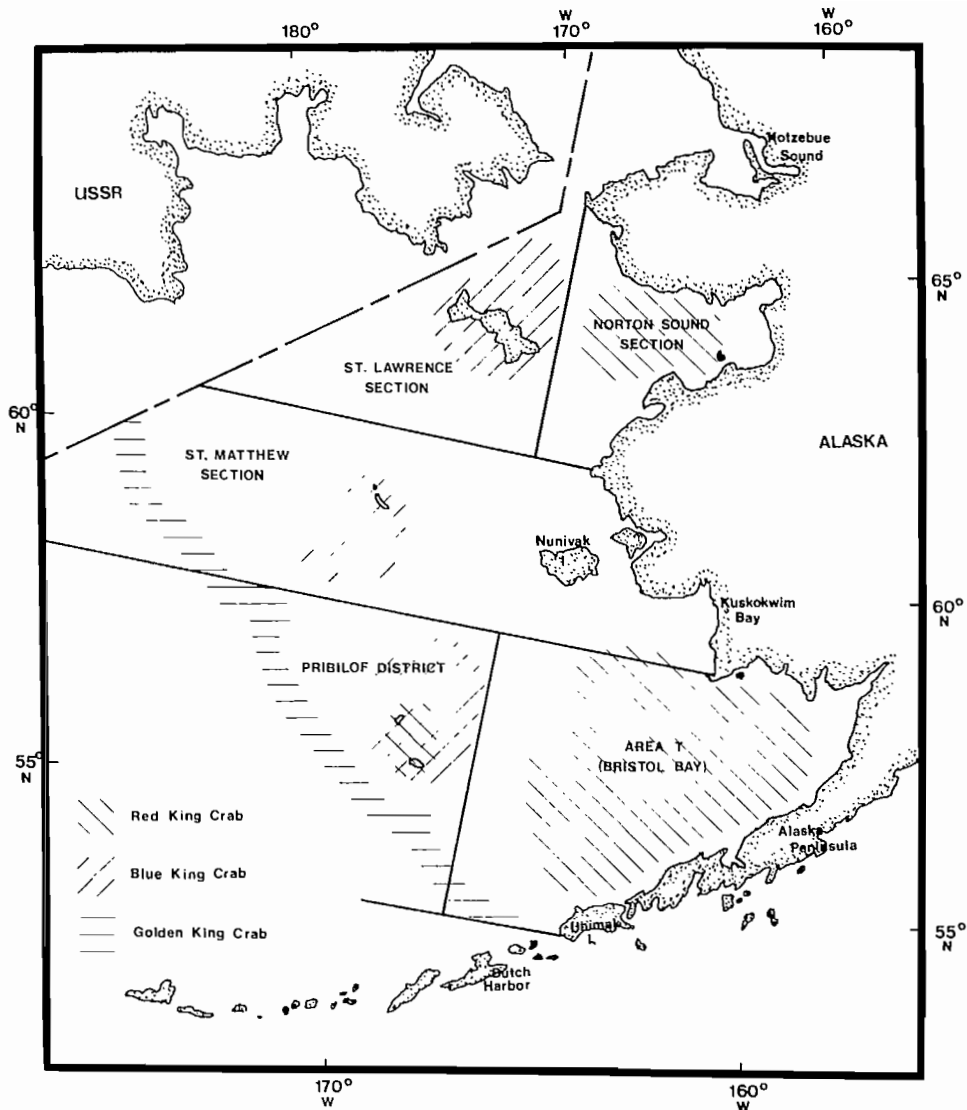 180°
W
170°
W
160°
Kotzebue
Sound
USSR
65°
N
NORTON SOUND
SECTION
ST. LAWRENCE
SECTION
60°
N
ALASKA
ST. MATTHEW
SECTION
Nunivak
I
Kuskokwim
Bay
60°
N
PRIBILOF DISTRICT
AREA T
(BRISTOL BAY)
55°
N
Red King Crab
Alaska
Peninsula
Blue King Crab
Golden King Crab
Unimak
I.
55°
N
Dutch
Harbor
170°
W
160°
W